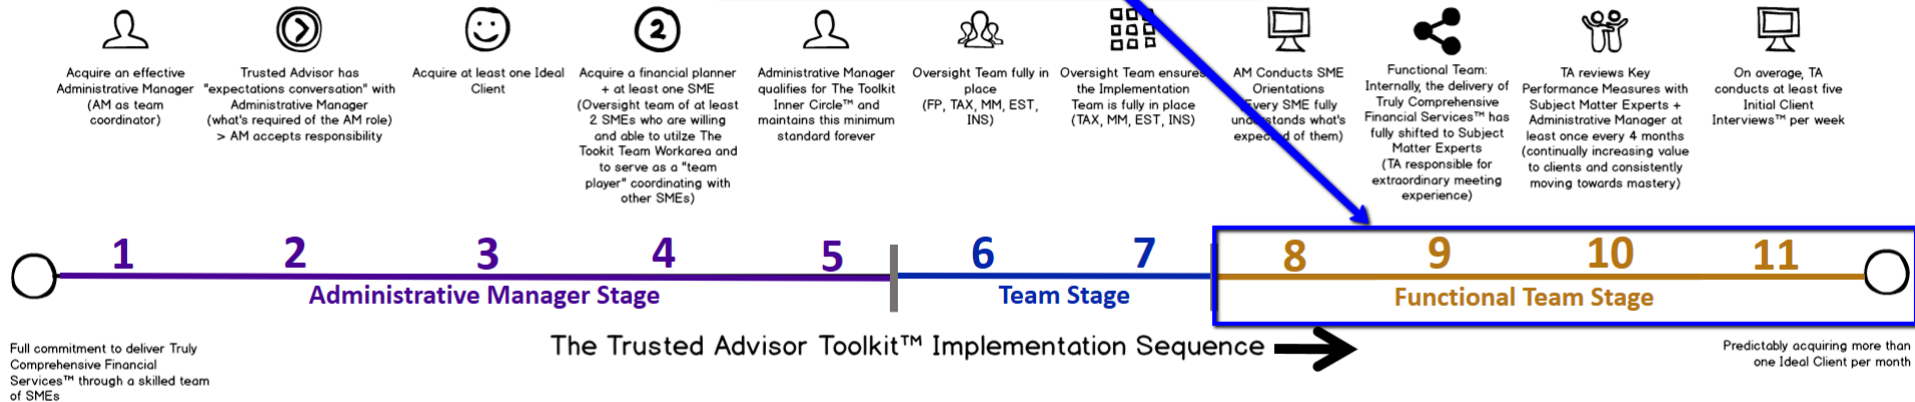 2
Acquire an effective
Administrative Manager
(AM as team
coordinator)
Trusted Advisor has
"expectations conversation" with
Administrative Manager
(what's required of the AM role)
> AM accepts responsibility
Acquire at least one Ideal
Client
Acquire a financial planner
+ at least one SME
(Oversight team of at least
2 SMEs who are willing
and able to utilze The
Tookit Team Workarea and
to serve as a "team
player" coordinating with
other SMEs)
Administrative Manager
qualifies for The Toolkit
Inner Circle™ and
maintains this minimum
standard forever
Oversight Team fully in
place
(FP, TAX, MM, EST,
INS)
Oversight Team ensures
the Implementation
Team is fully in place
(TAX, MM, EST, INS)
AM Conducts SME
Orientations
(Every SME fully
understands what's
expected of them)
Functional Team:
Internally, the delivery of
Truly Comprehensive
Financial Services™ has
fully shifted to Subject
Matter Experts
(TA responsible for
extraordinary meeting
experience)
TA reviews Key
Performance Measures with
Subject Matter Experts +
Administrative Manager at
least once every 4 months
(continually increasing value
to clients and consistently
moving towards mastery)
On average, TA
conducts at least five
Initial Client
Interviews™ per week
1 2 3 4 5 6 7 8 9 10 11
Administrative Manager Stage
Team Stage
Functional Team Stage
Full commitment to deliver Truly
Comprehensive Financial
Services™ through a skilled team
of SMEs
The Trusted Advisor Toolkit™ Implementation Sequence
Predictably acquiring more than
one Ideal Client per month